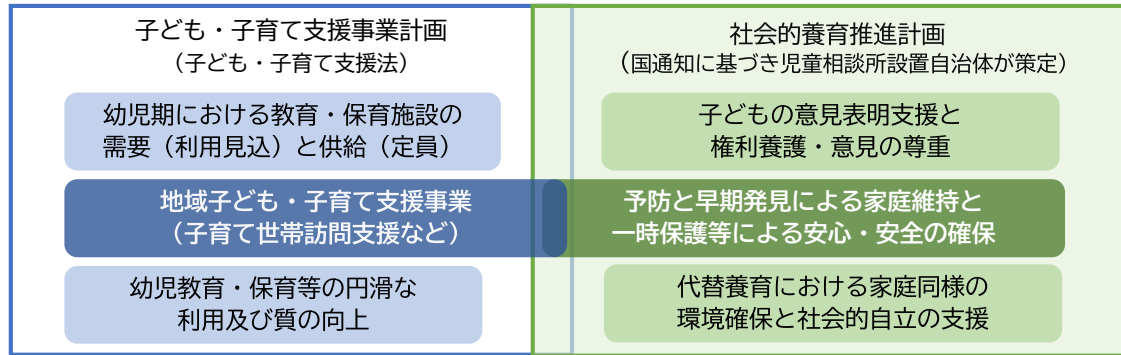 子ども・子育て支援事業計画
（子ども・子育て支援法）
幼児期における教育・保育施設の
需要（利用見込）と供給（定員）
地域子ども・子育て支援事業
（子育て世帯訪問支援など）
幼児教育・保育等の円滑な
利用及び質の向上
社会的養育推進計画
（国通知に基づき児童相談所設置自治体が策定）
子どもの意見表明支援と
権利養護・意見の尊重
予防と早期発見による家庭維持と
一時保護等による安心・安全の確保
代替養育における家庭同様の
環境確保と社会的自立の支援